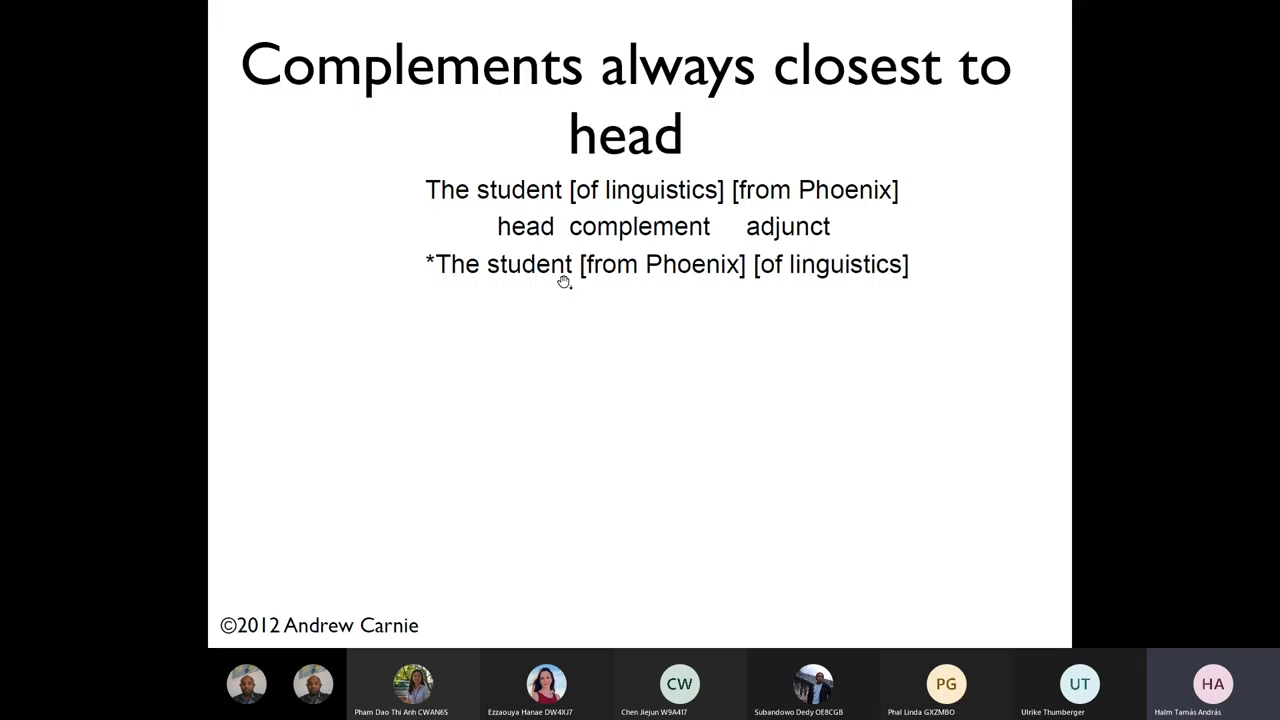 Complements always closest to
head
The student [of linguistics] [from Phoenix]
head complement adjunct
*The student [from Phoenix] [of linguistics]
©2012 Andrew Carnie
CW
PG
UT
HA
Pham Dao Thi Anh CWAN6S
Ezzaouya Hanae DW4XJ7
Chen Jiejun W9A417
Subandowo Dedy OE8CGB
Phal Linda GXZMBO
Ulrike Thumberger
Halm Tamás András